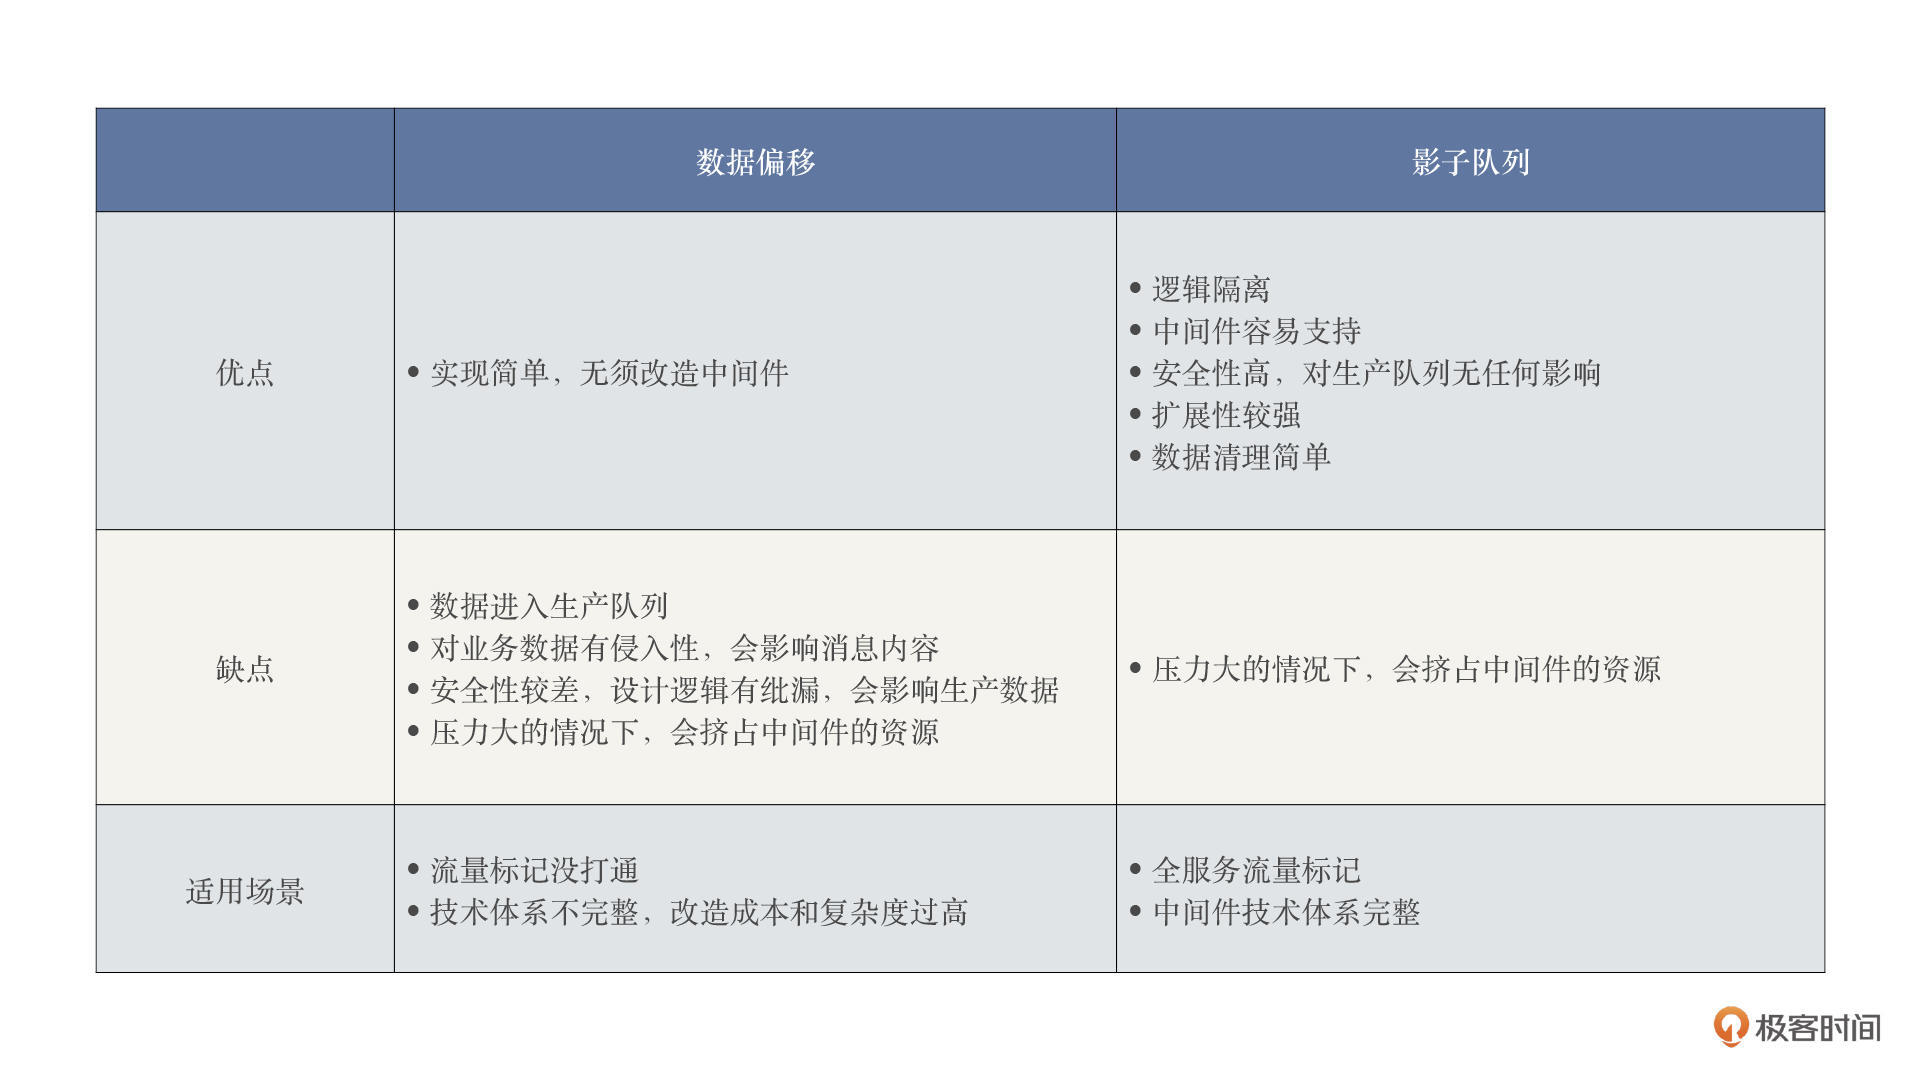 数据偏移
影子队列
优点
• 实现简单，无须改造中间件
• 逻辑隔离
• 中间件容易支持
• 安全性高，对生产队列无任何影响
• 扩展性较强
• 数据清理简单
缺点
• 数据进入生产队列
• 对业务数据有侵入性，会影响消息内容
• 安全性较差，设计逻辑有纰漏，会影响生产数据
• 压力大的情况下，会挤占中间件的资源
• 压力大的情况下，会挤占中间件的资源
适用场景
• 流量标记没打通
• 技术体系不完整，改造成本和复杂度过高
• 全服务流量标记
• 中间件技术体系完整
极客时间